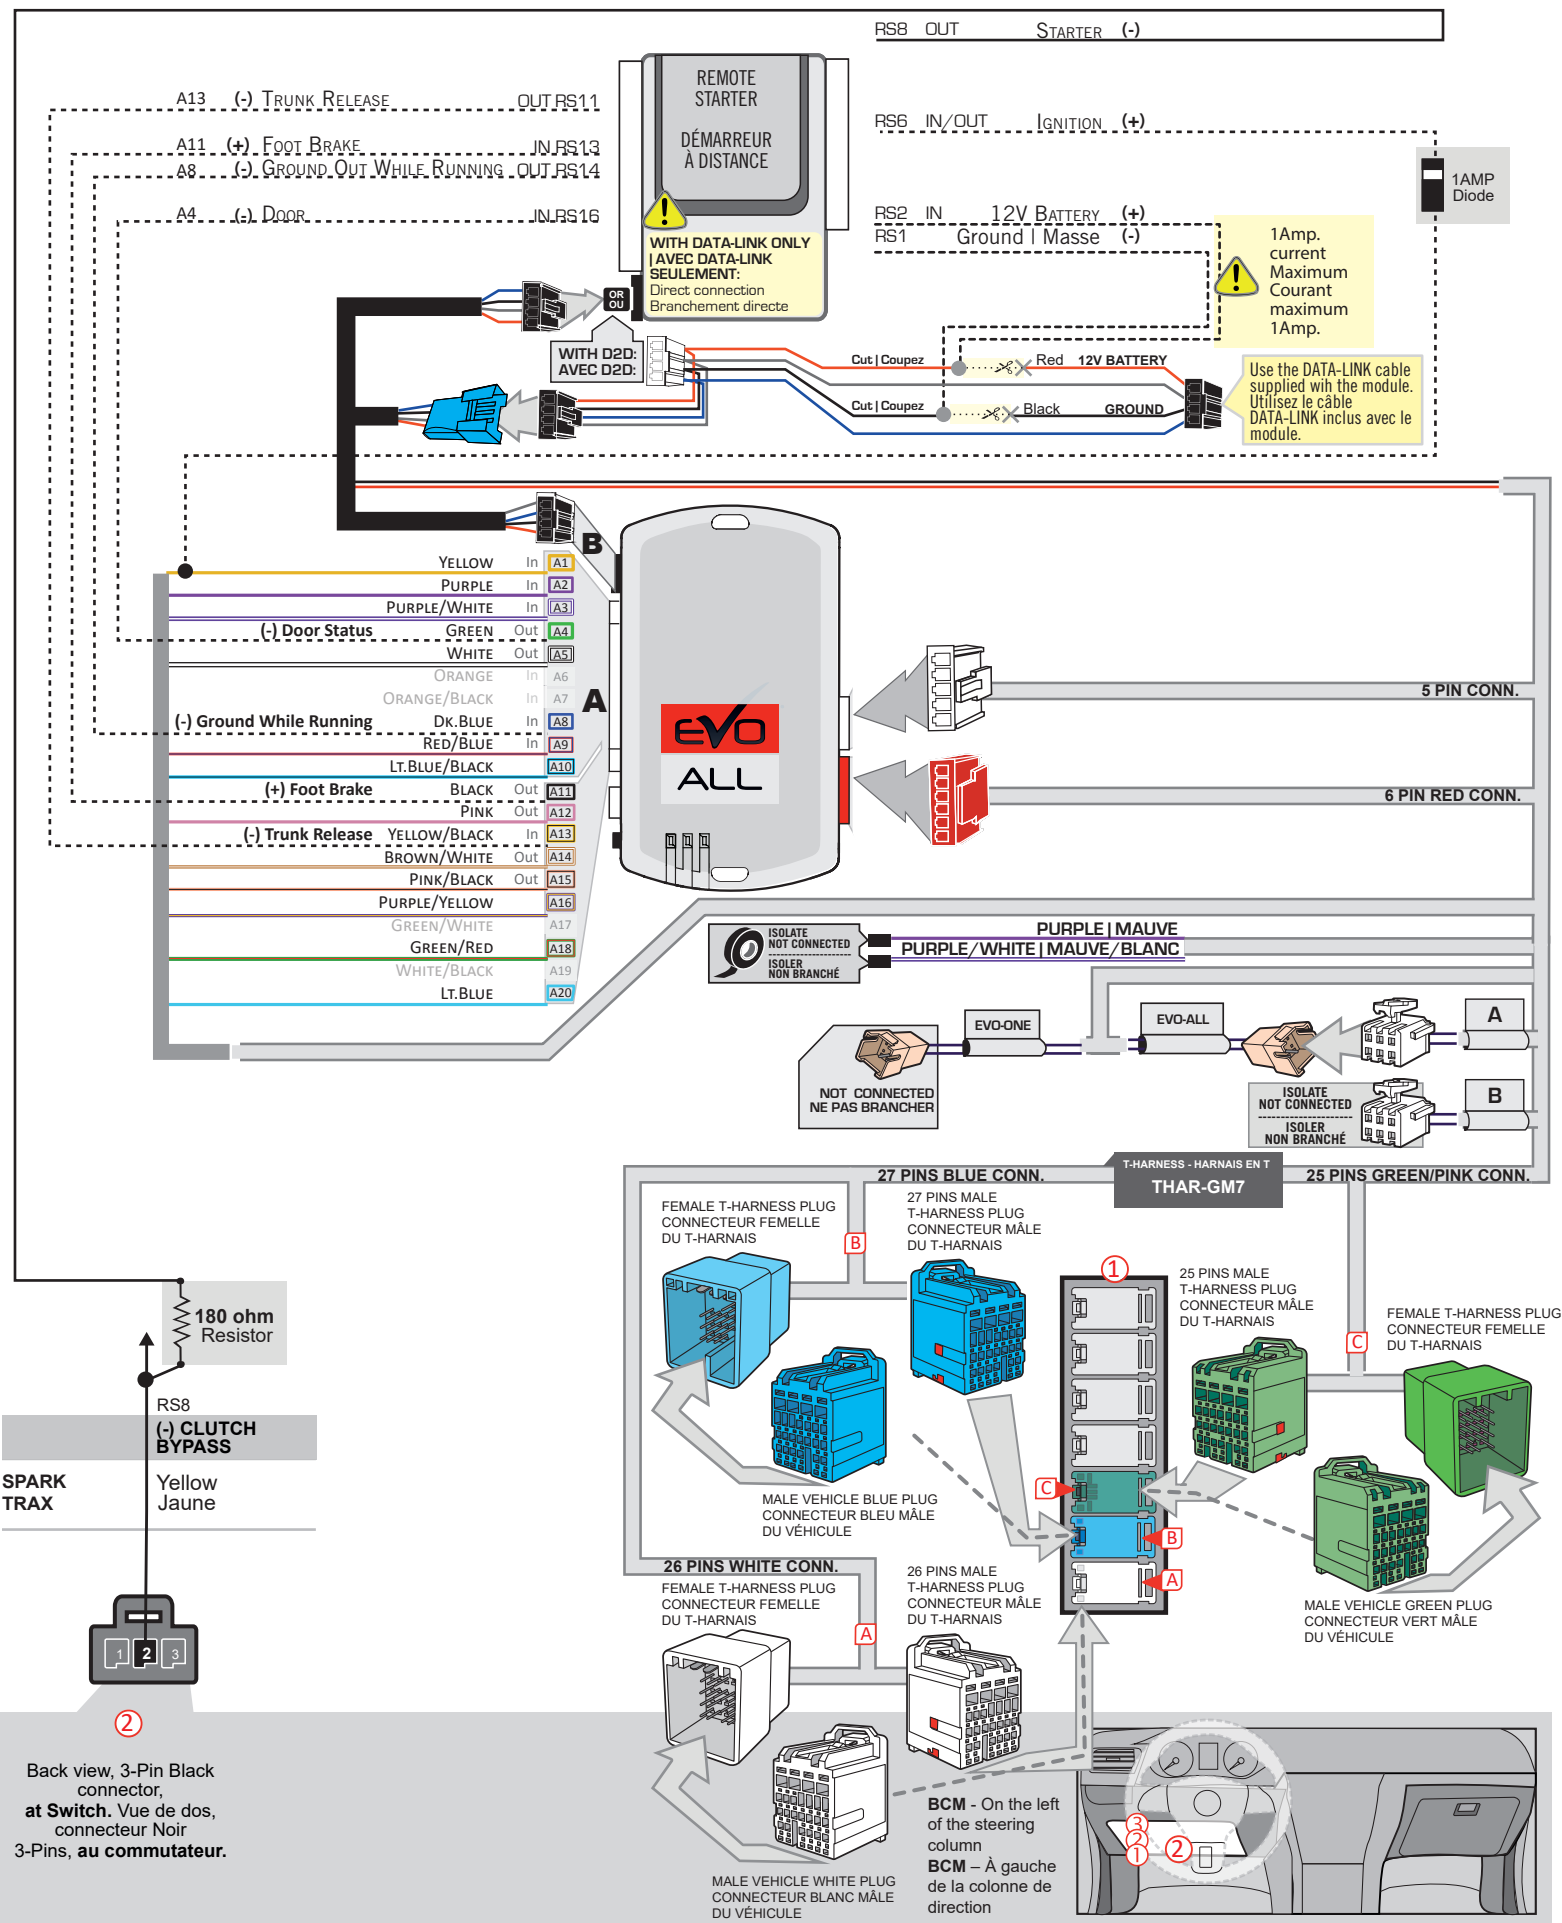 RS8 OUT STARTER (-)
REMOTE
STARTER
DÉMARREUR
À DISTANCE
A13 (-) TRUNK RELEASE OUT RS11
A11 (+) FOOT BRAKE IN RS13
A8 (-) GROUND OUT WHILE RUNNING OUT RS14
A4 (-) DOOR IN RS16
RS6 IN/OUT IGNITION (+)
1AMP
Diode
RS2 IN 12V BATTERY (+)
RS1 Ground | Masse (-)
1Amp.
current
Maximum
Courant
maximum
1Amp.
WITH DATA-LINK ONLY
| AVEC DATA-LINK
SEULEMENT:
Direct connection
Branchement directe
OR
OU
WITH D2D:
AVEC D2D:
Cut | Coupez Red 12V BATTERY
Cut | Coupez Black GROUND
Use the DATA-LINK cable
supplied wih the module.
Utilisez le câble
DATA-LINK inclus avec le
module.
B
YELLOW In A1
PURPLE In A2
PURPLE/WHITE In A3
(-) Door Status GREEN Out A4
WHITE Out A5
ORANGE In A6
ORANGE/BLACK In A7
A
(-) Ground While Running DK.BLUE In A8
RED/BLUE In A9
LT.BLUE/BLACK A10
(+) Foot Brake BLACK Out A11
PINK Out A12
(-) Trunk Release YELLOW/BLACK In A13
BROWN/WHITE Out A14
PINK/BLACK Out A15
PURPLE/YELLOW A16
GREEN/WHITE A17
GREEN/RED A18
WHITE/BLACK A19
LT.BLUE A20
EVO
ALL
5 PIN CONN.
6 PIN RED CONN.
ISOLATE
NOT CONNECTED
ISOLER
NON BRANCHÉ
PURPLE | MAUVE
PURPLE/WHITE | MAUVE/BLANC
EVO-ONE
EVO-ALL
A
NOT CONNECTED
NE PAS BRANCHER
ISOLATE
NOT CONNECTED
ISOLER
NON BRANCHÉ
B
T-HARNESS - HARNAIS EN T
THAR-GM7
27 PINS BLUE CONN.
25 PINS GREEN/PINK CONN.
FEMALE T-HARNESS PLUG
CONNECTEUR FEMELLE
DU T-HARNAIS
B
27 PINS MALE
T-HARNESS PLUG
CONNECTEUR MÂLE
DU T-HARNAIS
1
25 PINS MALE
T-HARNESS PLUG
CONNECTEUR MÂLE
DU T-HARNAIS
C
FEMALE T-HARNESS PLUG
CONNECTEUR FEMELLE
DU T-HARNAIS
180 ohm
Resistor
RS8
(-) CLUTCH
BYPASS
SPARK
TRAX
Yellow
Jaune
C
B
A
MALE VEHICLE BLUE PLUG
CONNECTEUR BLEU MÂLE
DU VÉHICULE
26 PINS WHITE CONN.
FEMALE T-HARNESS PLUG
CONNECTEUR FEMELLE
DU T-HARNAIS
A
26 PINS MALE
T-HARNESS PLUG
CONNECTEUR MÂLE
DU T-HARNAIS
MALE VEHICLE GREEN PLUG
CONNECTEUR VERT MÂLE
DU VÉHICULE
1 2 3
2
Back view, 3-Pin Black
connector,
at Switch. Vue de dos,
connecteur Noir
3-Pins, au commutateur.
MALE VEHICLE WHITE PLUG
CONNECTEUR BLANC MÂLE
DU VÉHICULE
BCM - On the left
of the steering
column
BCM – À gauche
de la colonne de
direction
3
2
1
2